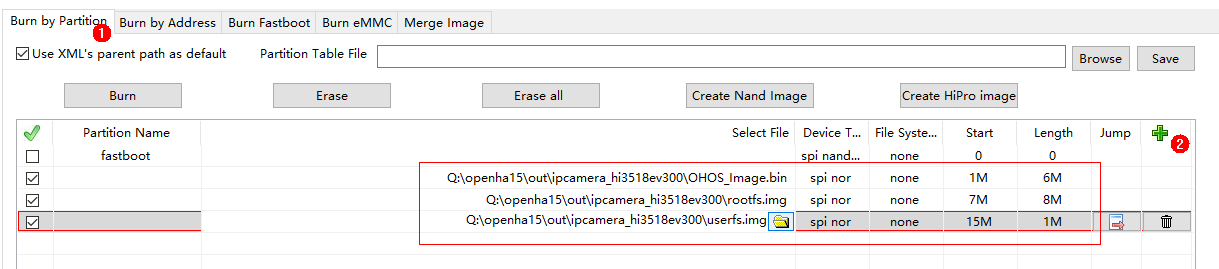 Burn by Partition Burn by Address Burn Fastboot Burn eMMC Merge Image
1
Use XML's parent path as default Partition Table File Browse Save
Burn Erase Erase all Create Nand Image Create HiPro image
Partition Name Select File Device T... File Syste... Start Length Jump
2
fastboot spi nand... none 0 0
Q:\openha15\out\ipcamera_hi3518ev300\OHOS_Image.bin spi nor none 1M 6M
Q:\openha15\out\ipcamera_hi3518ev300\rootfs.img spi nor none 7M 8M
Q:\openha15\out\ipcamera_hi3518ev300\userfs.img spi nor none 15M 1M